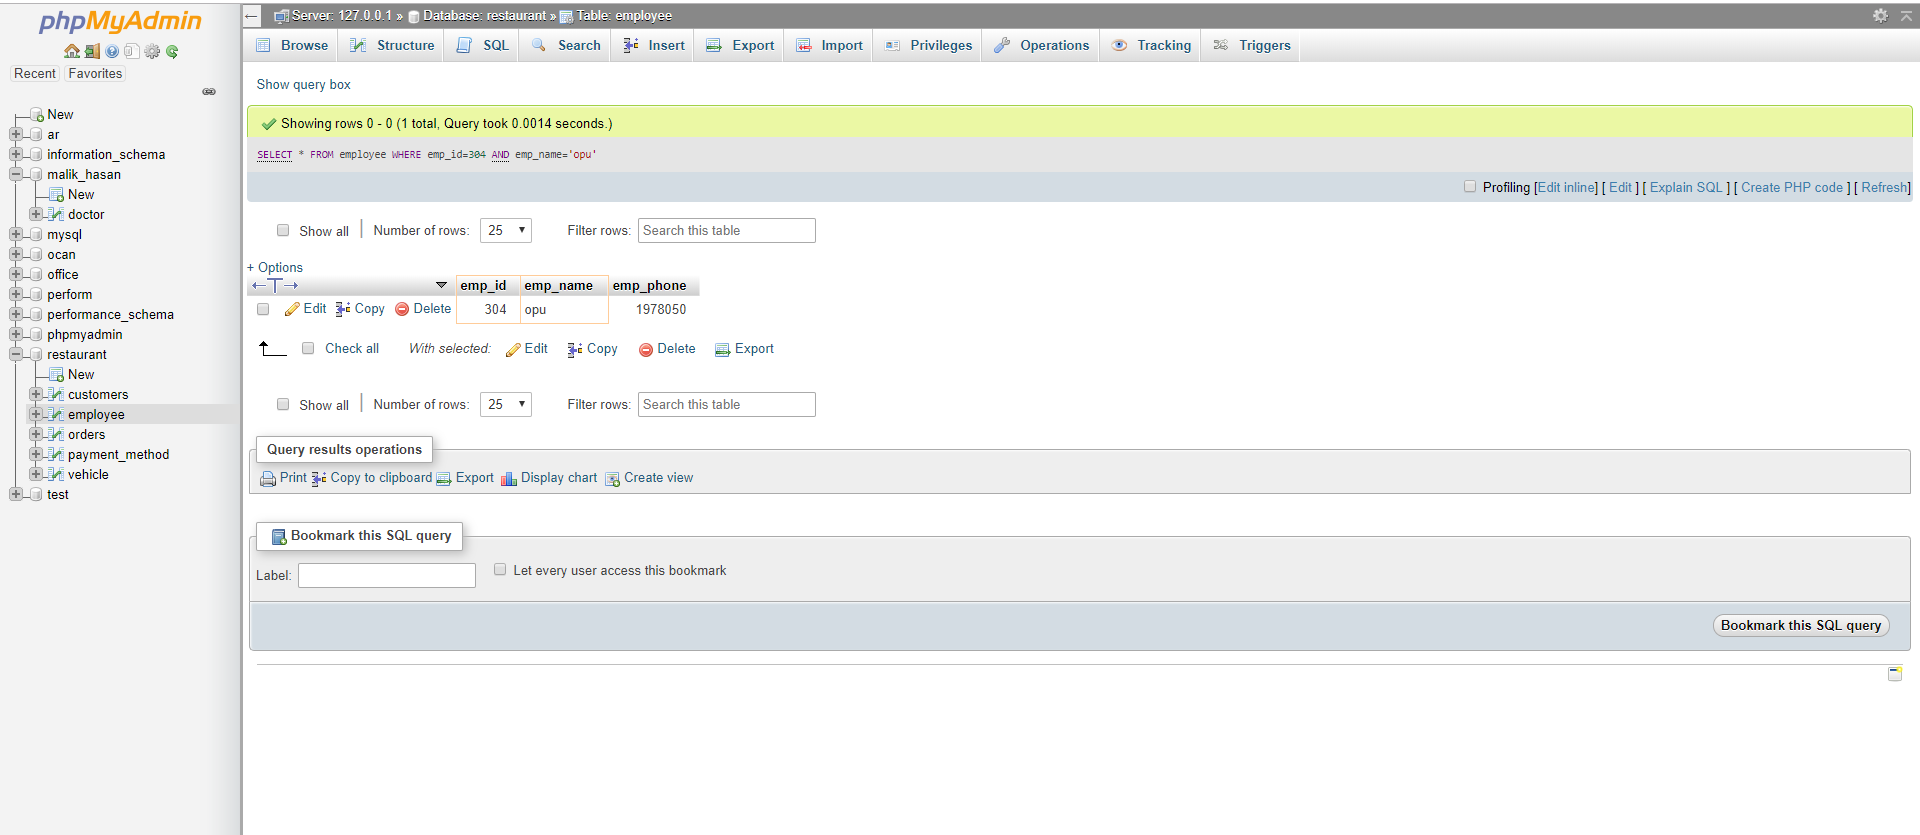 phpMyAdmin
Recent Favorites
New
ar
information_schema
malik_hasan
New
doctor
mysql
ocan
office
perform
performance_schema
phpmyadmin
restaurant
New
customers
employee
orders
payment_method
vehicle
test
Server: 127.0.0.1 » Database: restaurant » Table: employee
Browse Structure SQL Search Insert Export Import Privileges Operations Tracking Triggers
Show query box
Showing rows 0 - 0 (1 total, Query took 0.0014 seconds.)
SELECT * FROM employee WHERE emp_id=304 AND emp_name='opu'
Profiling [Edit inline] [ Edit ] [ Explain SQL ] [ Create PHP code ] [ Refresh]
Show all Number of rows: 25 Filter rows: Search this table
+ Options
emp_id emp_name emp_phone
Edit Copy Delete 304 opu 1978050
Check all With selected: Edit Copy Delete Export
Show all Number of rows: 25 Filter rows: Search this table
Query results operations
Print Copy to clipboard Export Display chart Create view
Bookmark this SQL query
Label: Let every user access this bookmark
Bookmark this SQL query